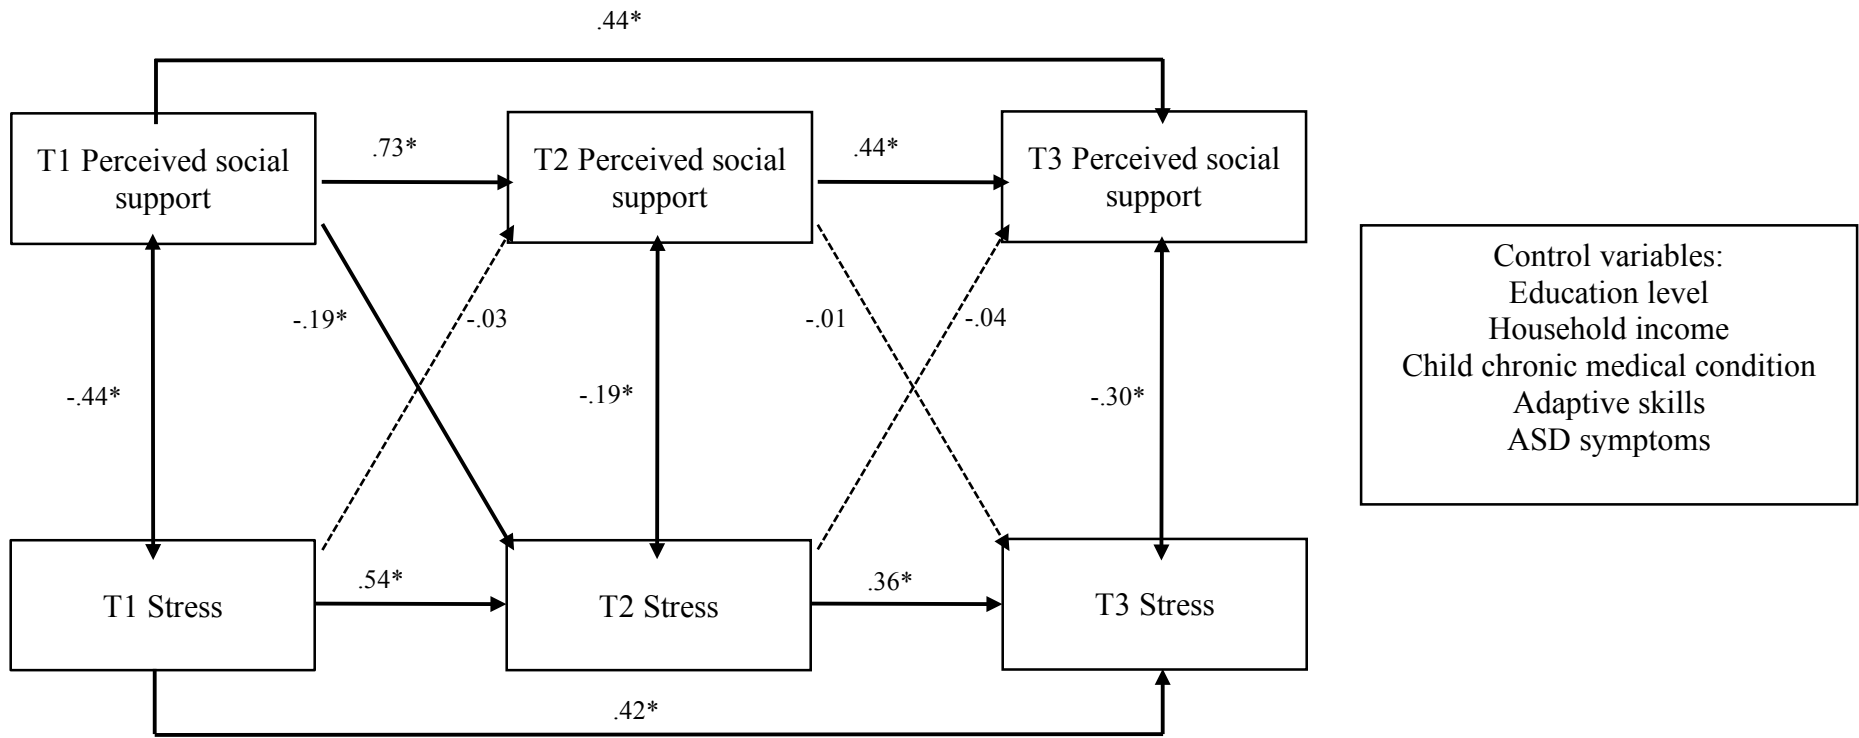 .44*
T1 Perceived social
support
.73*
T2 Perceived social
support
.44*
T3 Perceived social
support
Control variables:
Education level
Household income
Child chronic medical condition
Adaptive skills
ASD symptoms
-.19*
-.03
-.01
-.04
-.44*
-.19*
-.30*
T1 Stress
.54*
T2 Stress
.36*
T3 Stress
.42*